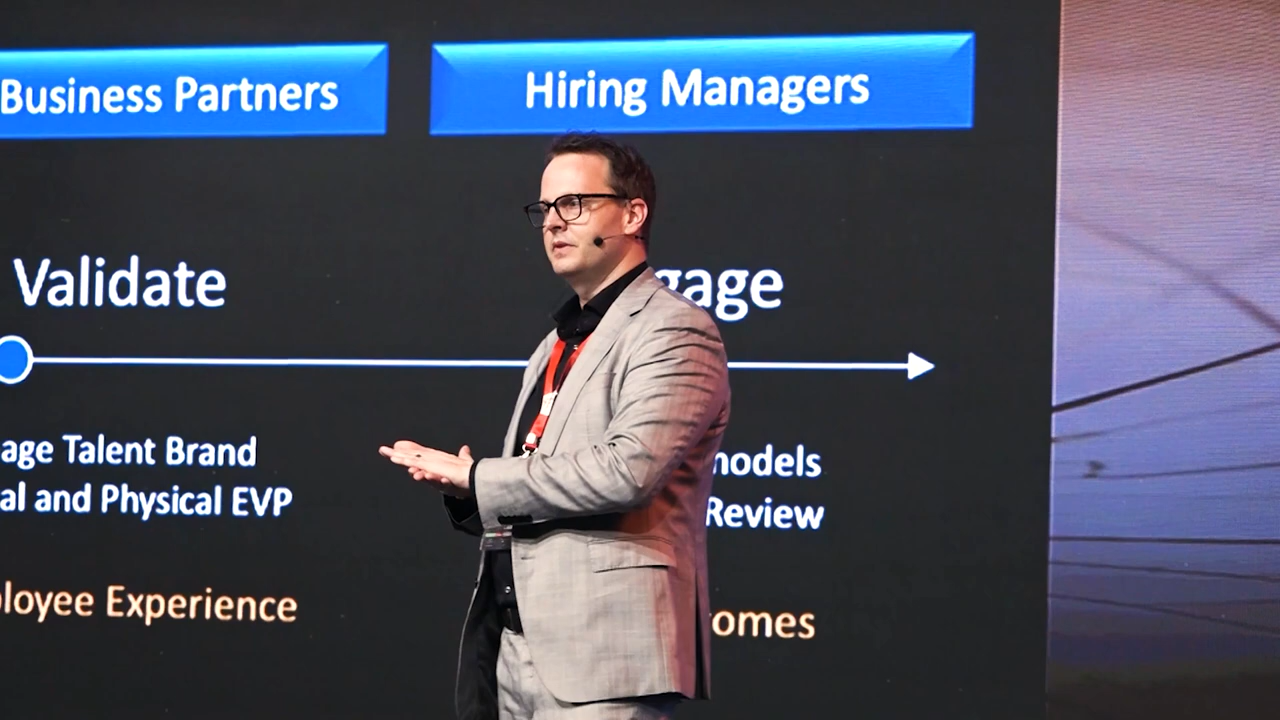 Business Partners
Hiring Managers
Validate
gage
age Talent Brand
al and Physical EVP
models
Review
loyee Experience
omes